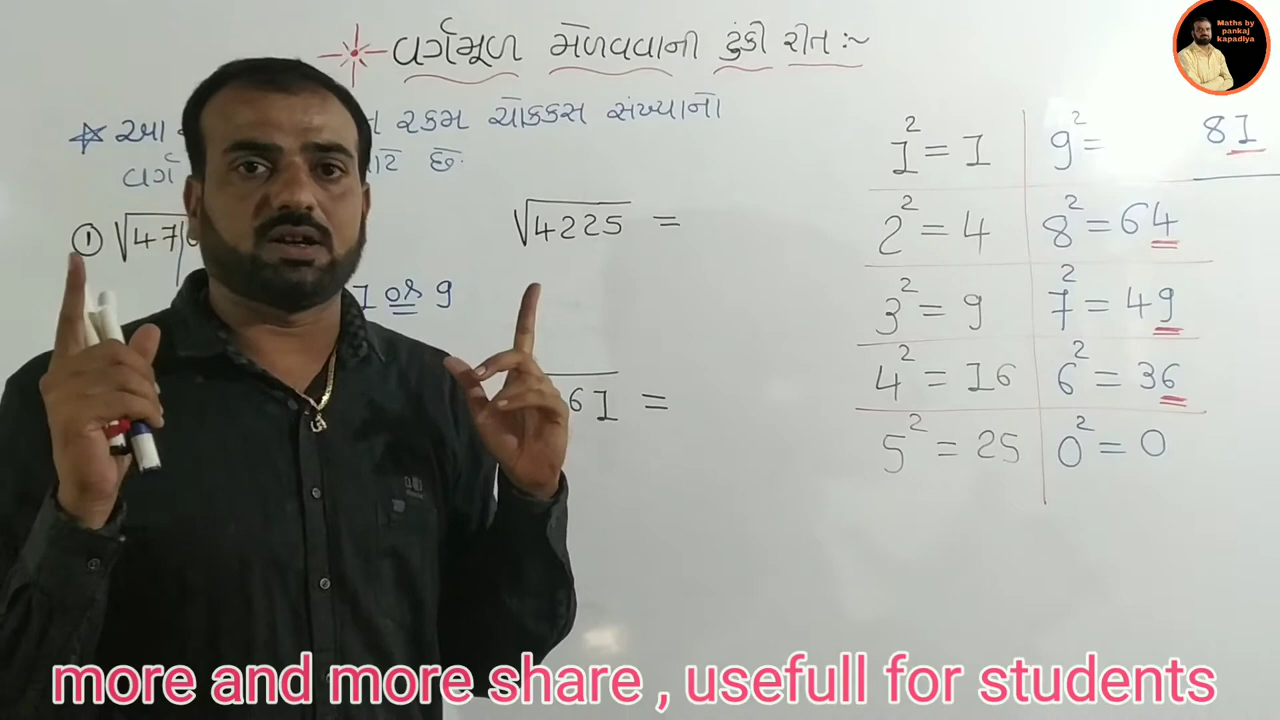 વર્ગમૂળ મેળવવાની ટુંકી રીત :~
Maths by
pankaj
kapadiya
આ રકમ ચોક્કસ સંખ્યાનો
વર્ગ છે.
① √47
1 or 9
√4225 =
61 =
1² = 1 9² = 81
2² = 4 8² = 64
3² = 9 7² = 49
4² = 16 6² = 36
5² = 25 0² = 0
more and more share , usefull for students